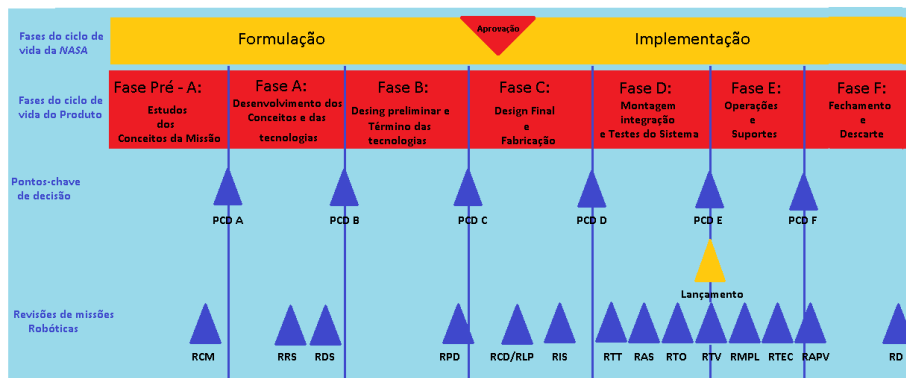 Fases do ciclo de
vida da NASA
Formulação
Aprovação
Implementação
Fases do ciclo de
vida do Produto
Fase Pré - A:
Estudos
dos
Conceitos da Missão
Fase A:
Desenvolvimento dos
Conceitos e das
tecnologias
Fase B:
Desing preliminar e
Término das
tecnologias
Fase C:
Design Final
e
Fabricação
Fase D:
Montagem
integração
e Testes do Sistema
Fase E:
Operações
e
Suportes
Fase F:
Fechamento
e
Descarte
Pontos-chave
de decisão
PCD A
PCD B
PCD C
PCD D
PCD E
PCD F
Lançamento
Revisões de missões
Robóticas
RCM
RRS
RDS
RPD
RCD/RLP
RIS
RTT
RAS
RTO
RTV
RMPL
RTEC
RAPV
RD